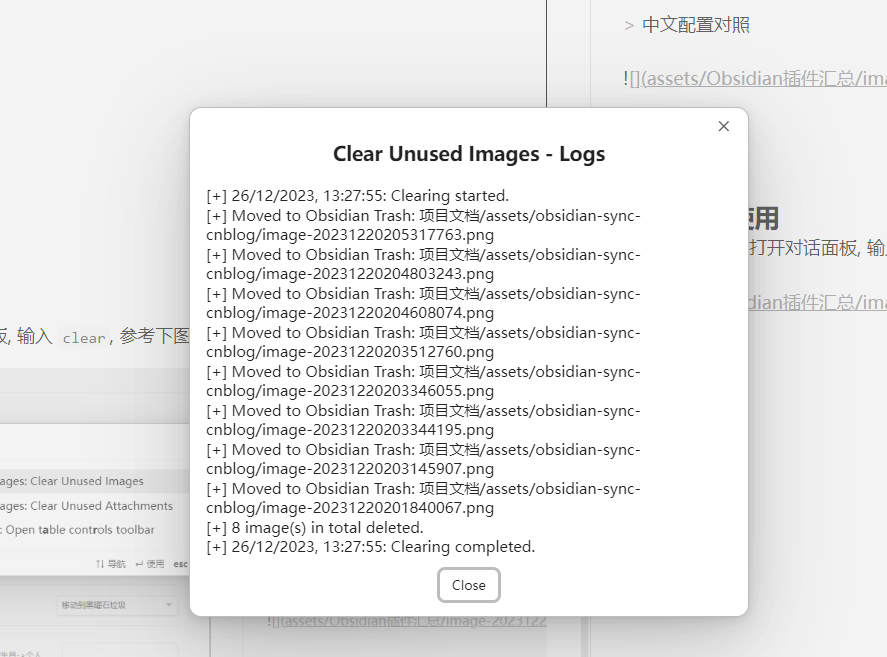 > 中文配置对照
![](assets/Obsidian插件汇总/ima
Clear Unused Images - Logs
[+] 26/12/2023, 13:27:55: Clearing started.
[+] Moved to Obsidian Trash: 项目文档/assets/obsidian-sync-
cnblog/image-20231220205317763.png
[+] Moved to Obsidian Trash: 项目文档/assets/obsidian-sync-
cnblog/image-20231220204803243.png
[+] Moved to Obsidian Trash: 项目文档/assets/obsidian-sync-
cnblog/image-20231220204608074.png
[+] Moved to Obsidian Trash: 项目文档/assets/obsidian-sync-
cnblog/image-20231220203512760.png
[+] Moved to Obsidian Trash: 项目文档/assets/obsidian-sync-
cnblog/image-20231220203346055.png
[+] Moved to Obsidian Trash: 项目文档/assets/obsidian-sync-
cnblog/image-20231220203344195.png
[+] Moved to Obsidian Trash: 项目文档/assets/obsidian-sync-
cnblog/image-20231220203145907.png
[+] Moved to Obsidian Trash: 项目文档/assets/obsidian-sync-
cnblog/image-20231220201840067.png
[+] 8 image(s) in total deleted.
[+] 26/12/2023, 13:27:55: Clearing completed.
Close
使用
打开对话面板, 输
dian插件汇总/ima
板, 输入 clear, 参考下图
ages: Clear Unused Images
ages: Clear Unused Attachments
: Open table controls toolbar
↑↓ 导航 ↵ 使用 esc
移动到黑曜石垃圾
![](assets/Obsidian插件汇总/image-2023122